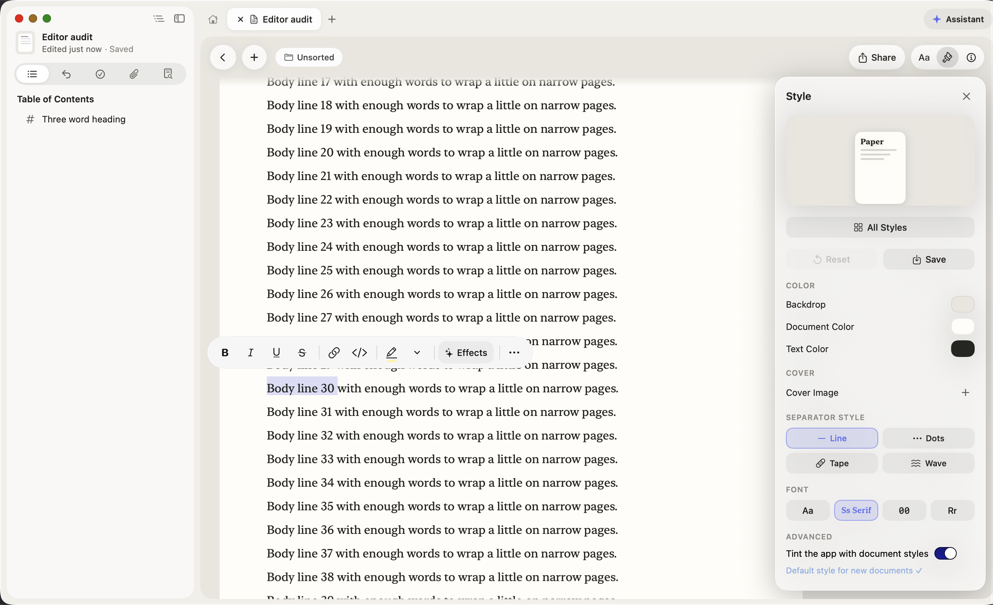 Editor audit
Edited just now · Saved
Table of Contents
# Three word heading
Editor audit
Assistant
Unsorted
Share
Aa
Body line 17 with enough words to wrap a little on narrow pages.
Body line 18 with enough words to wrap a little on narrow pages.
Body line 19 with enough words to wrap a little on narrow pages.
Body line 20 with enough words to wrap a little on narrow pages.
Body line 21 with enough words to wrap a little on narrow pages.
Body line 22 with enough words to wrap a little on narrow pages.
Body line 23 with enough words to wrap a little on narrow pages.
Body line 24 with enough words to wrap a little on narrow pages.
Body line 25 with enough words to wrap a little on narrow pages.
Body line 26 with enough words to wrap a little on narrow pages.
Body line 27 with enough words to wrap a little on narrow pages.
on narrow pages.
B I U S </> Effects
on narrow pages.
Body line 30 with enough words to wrap a little on narrow pages.
Body line 31 with enough words to wrap a little on narrow pages.
Body line 32 with enough words to wrap a little on narrow pages.
Body line 33 with enough words to wrap a little on narrow pages.
Body line 34 with enough words to wrap a little on narrow pages.
Body line 35 with enough words to wrap a little on narrow pages.
Body line 36 with enough words to wrap a little on narrow pages.
Body line 37 with enough words to wrap a little on narrow pages.
Body line 38 with enough words to wrap a little on narrow pages.
Style
Paper
All Styles
Reset
Save
COLOR
Backdrop
Document Color
Text Color
COVER
Cover Image
SEPARATOR STYLE
Line
Dots
Tape
Wave
FONT
Aa
Ss Serif
00
Rr
ADVANCED
Tint the app with document styles
Default style for new documents ✓